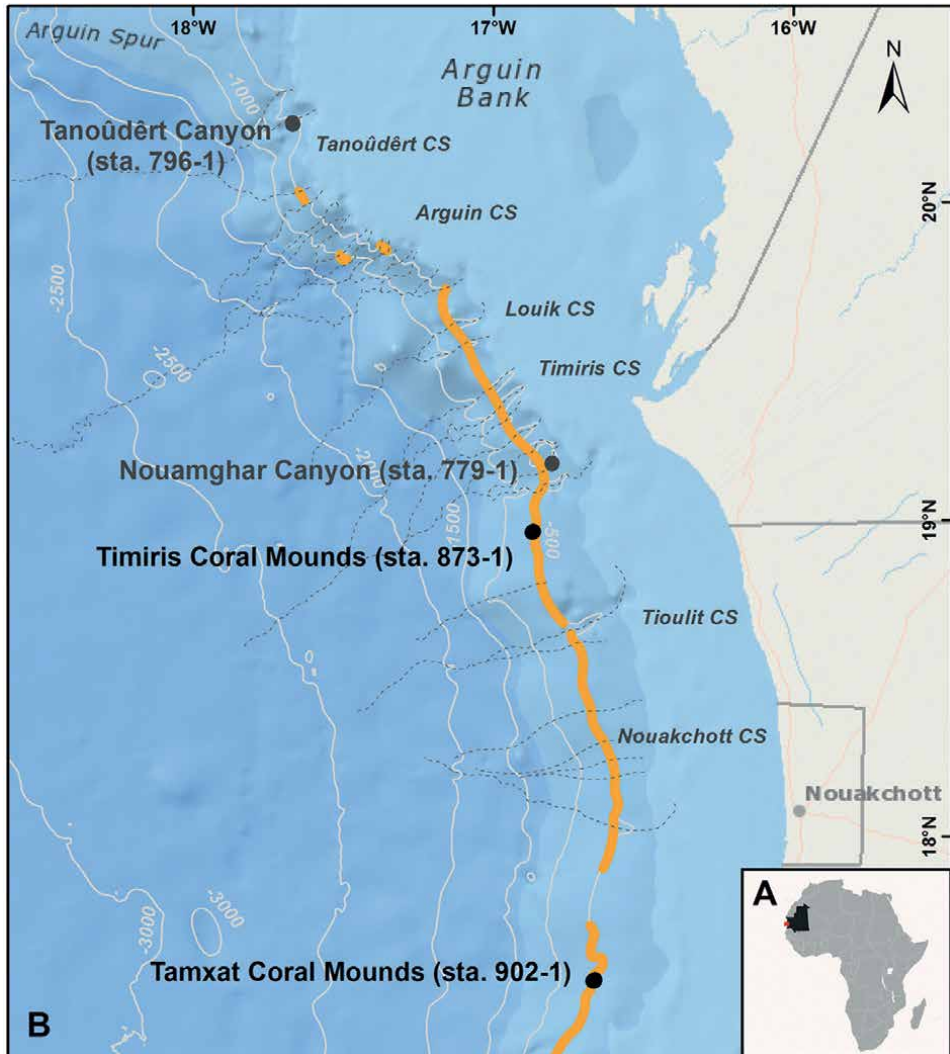 18°W
17°W
16°W
Arguin Spur
N
Arguin
Bank
-1000
Tanoûdêrt Canyon
(sta. 796-1)
Tanoûdêrt CS
20°N
Arguin CS
-2500
Louik CS
-2500
Timiris CS
Nouamghar Canyon (sta. 779-1)
-2000
1500
-500
19°N
Timiris Coral Mounds (sta. 873-1)
Tioulit CS
Nouakchott CS
Nouakchott
18°N
A
-3000
-3000
Tamxat Coral Mounds (sta. 902-1)
B